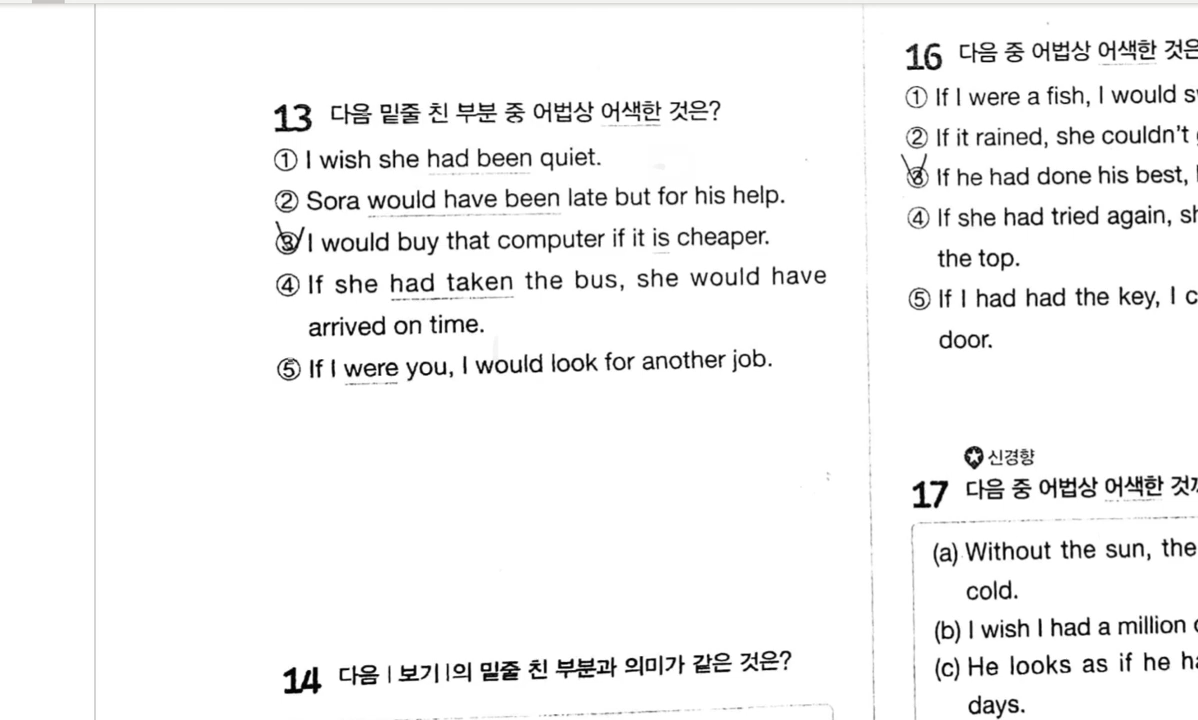 13 다음 밑줄 친 부분 중 어법상 어색한 것은?
① I wish she had been quiet.
② Sora would have been late but for his help.
③ I would buy that computer if it is cheaper.
④ If she had taken the bus, she would have
arrived on time.
⑤ If I were you, I would look for another job.
14 다음 | 보기 |의 밑줄 친 부분과 의미가 같은 것은?
16 다음 중 어법상 어색한 것은
① If I were a fish, I would s
② If it rained, she couldn't
③ If he had done his best,
④ If she had tried again, sh
the top.
⑤ If I had had the key, I c
door.
신경향
17 다음 중 어법상 어색한 것
(a) Without the sun, the
cold.
(b) I wish I had a million
(c) He looks as if he ha
days.